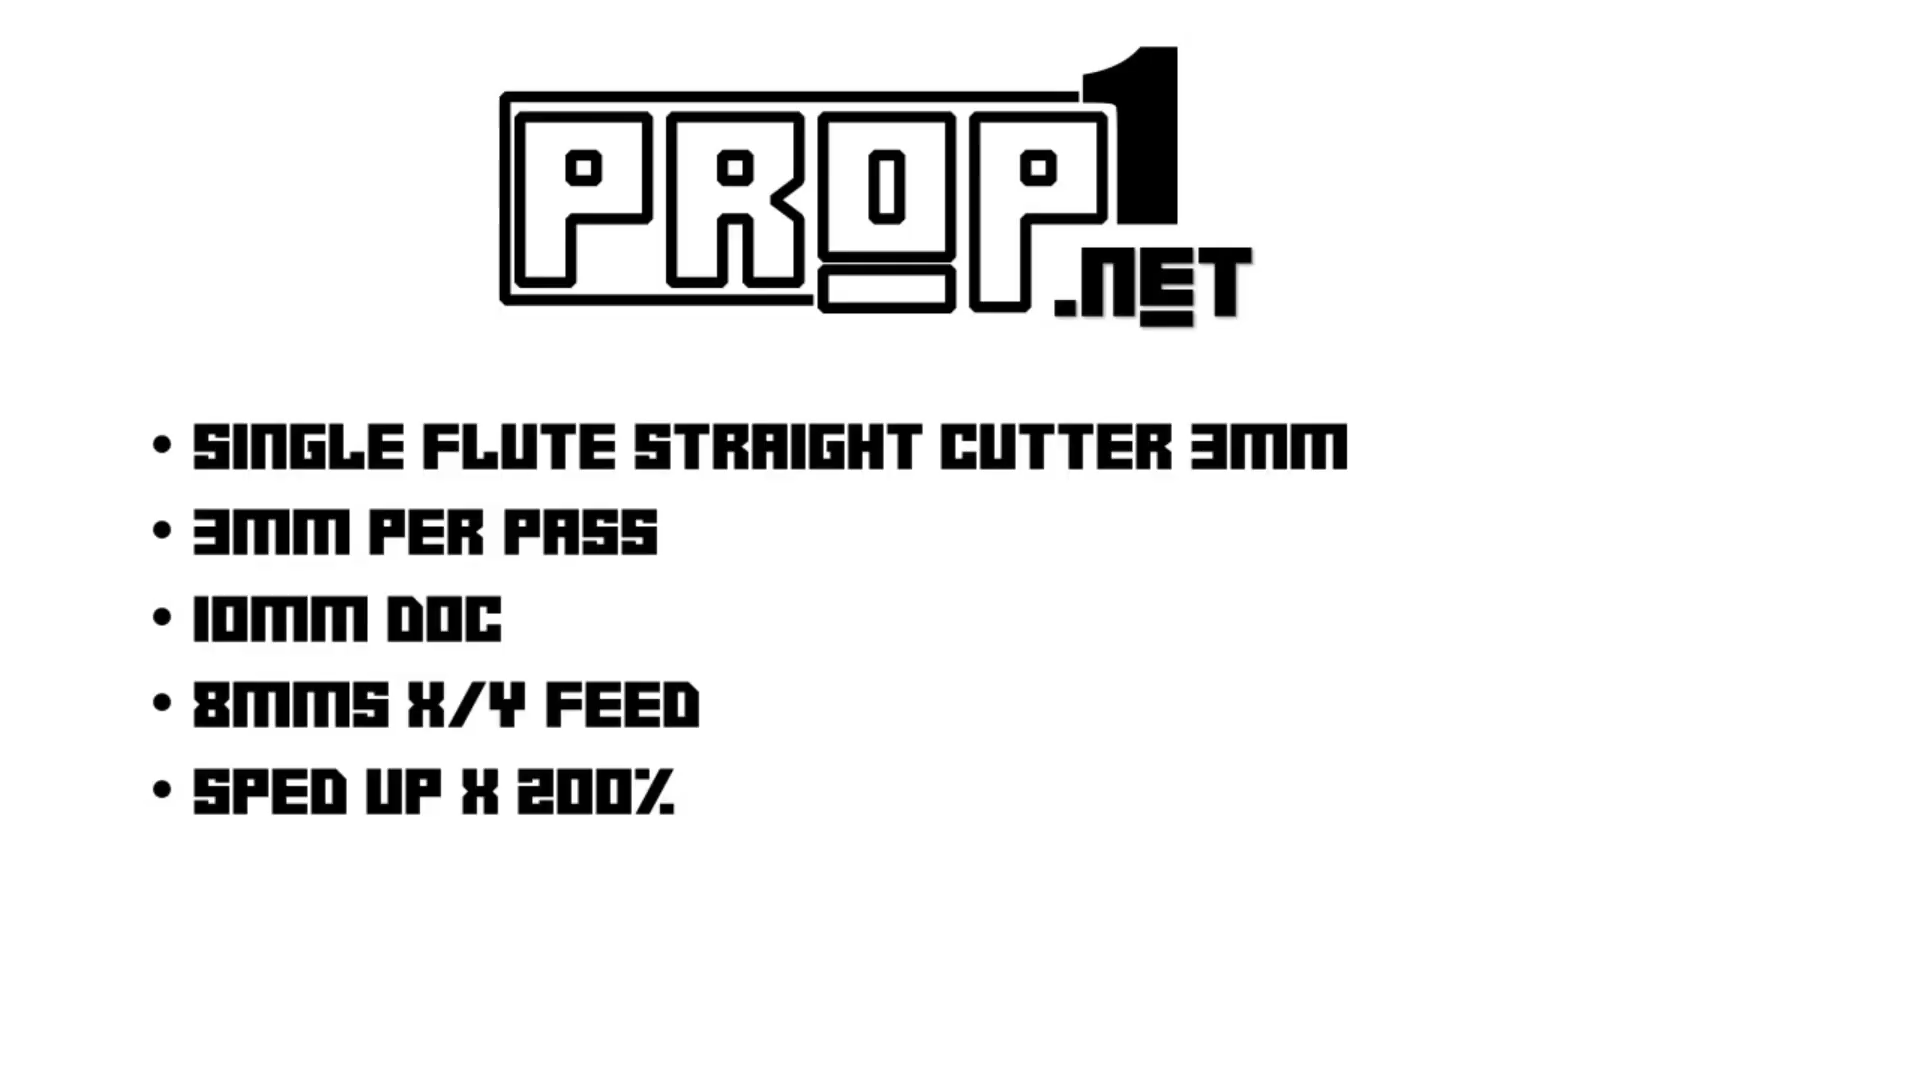 PROP1
.NET
• SINGLE FLUTE STRAIGHT CUTTER 3MM
• 3MM PER PASS
• 10MM DOC
• 8MMS X/Y FEED
• SPED UP X 200%